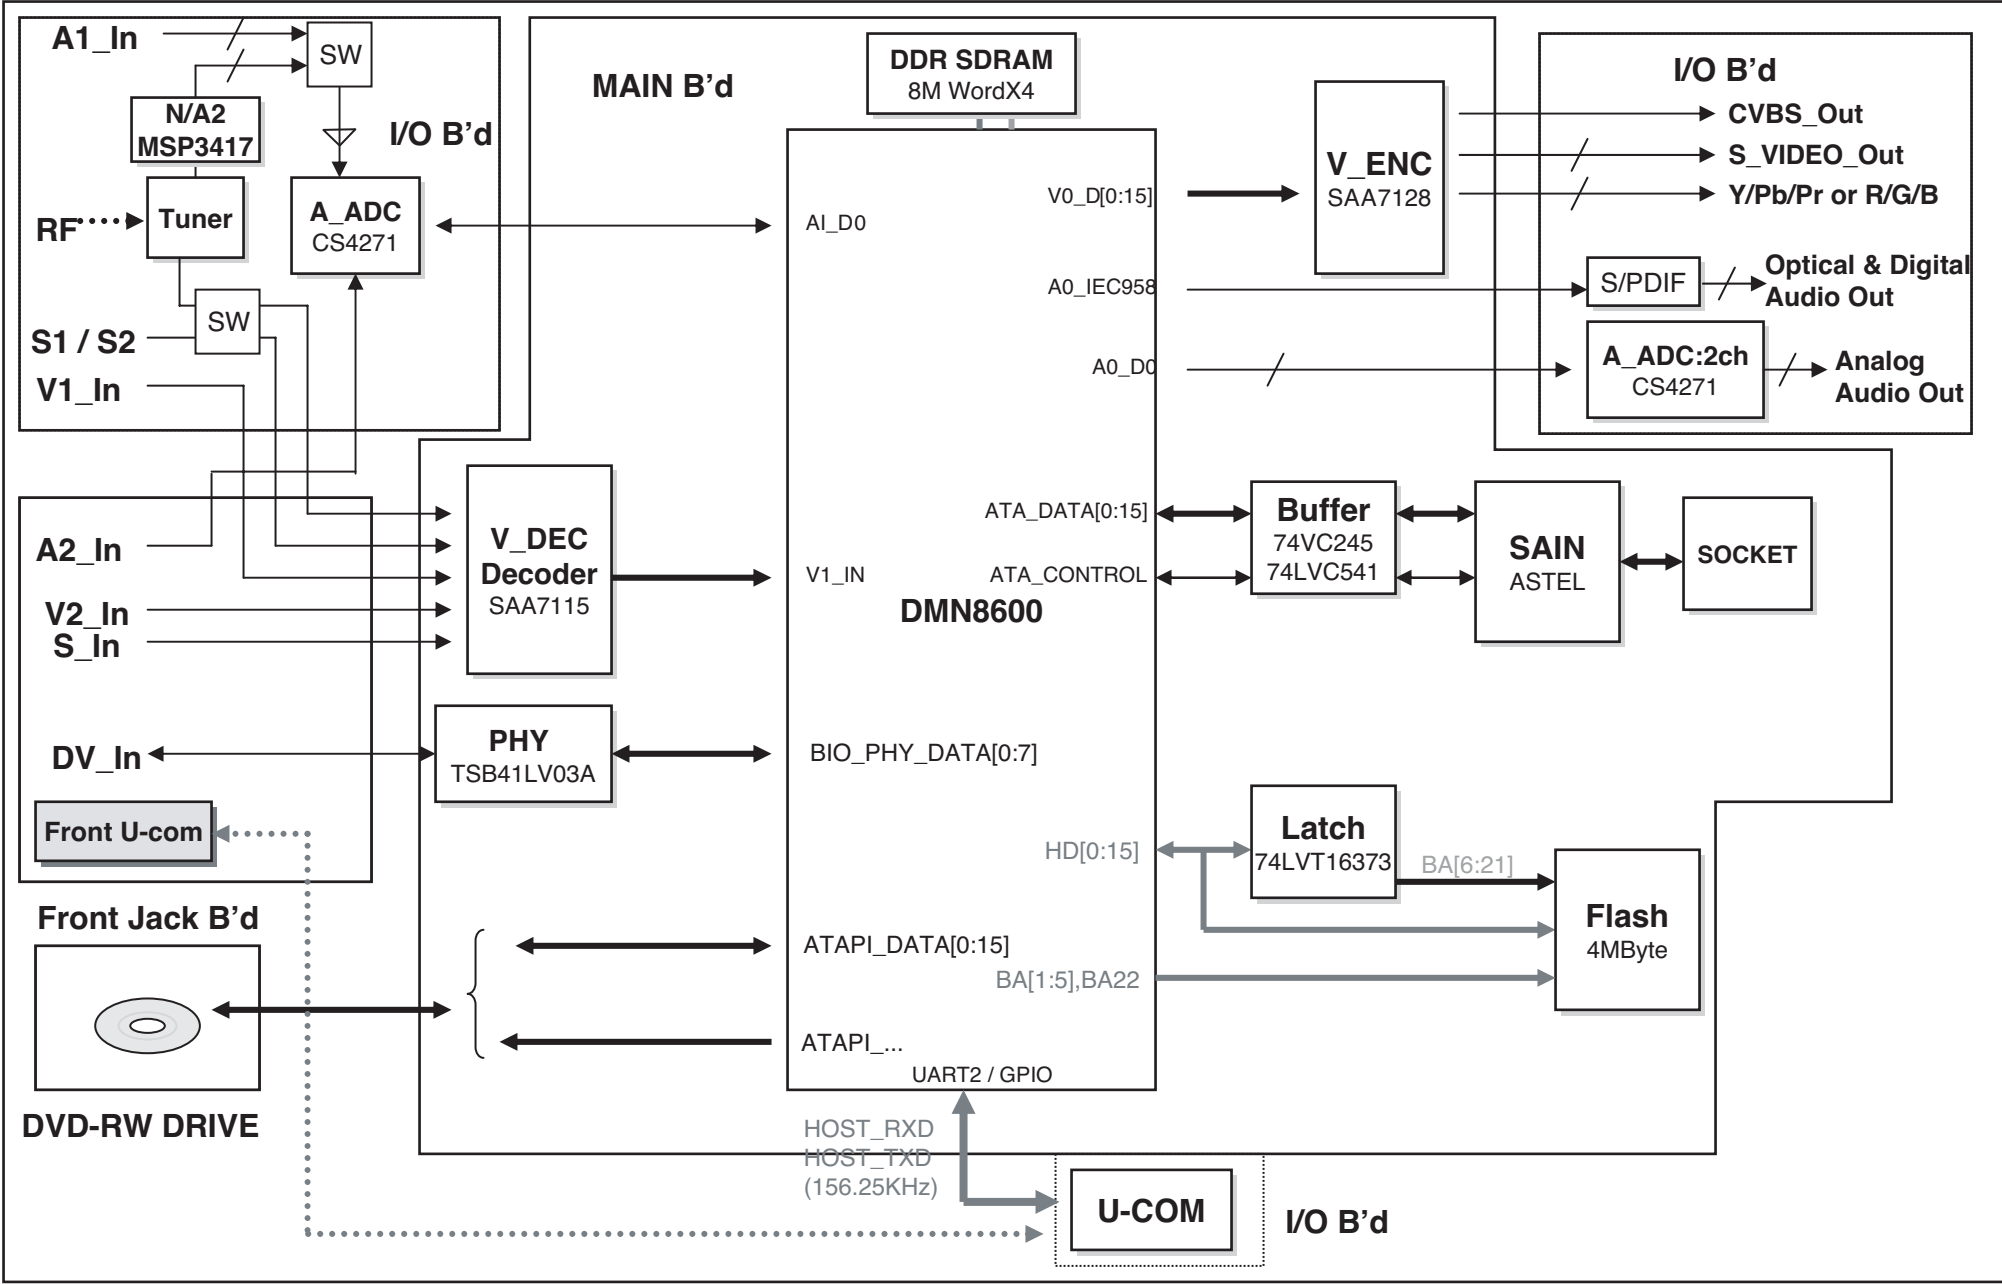 A1_In
SW
N/A2
MSP3417
I/O B'd
RF
Tuner
A_ADC
CS4271
SW
S1 / S2
V1_In
A2_In
V2_In
S_In
DV_In
Front U-com
Front Jack B'd
DVD-RW DRIVE
MAIN B'd
DDR SDRAM
8M WordX4
V_DEC
Decoder
SAA7115
PHY
TSB41LV03A
AI_D0
V1_IN
DMN8600
BIO_PHY_DATA[0:7]
ATAPI_DATA[0:15]
ATAPI_...
UART2 / GPIO
V0_D[0:15]
A0_IEC958
A0_D0
ATA_DATA[0:15]
ATA_CONTROL
HD[0:15]
BA[1:5],BA22
HOST_RXD
HOST_TXD
(156.25KHz)
V_ENC
SAA7128
Buffer
74VC245
74LVC541
SAIN
ASTEL
SOCKET
Latch
74LVT16373
BA[6:21]
Flash
4MByte
U-COM
I/O B'd
I/O B'd
CVBS_Out
S_VIDEO_Out
Y/Pb/Pr or R/G/B
S/PDIF
Optical & Digital
Audio Out
A_ADC:2ch
CS4271
Analog
Audio Out